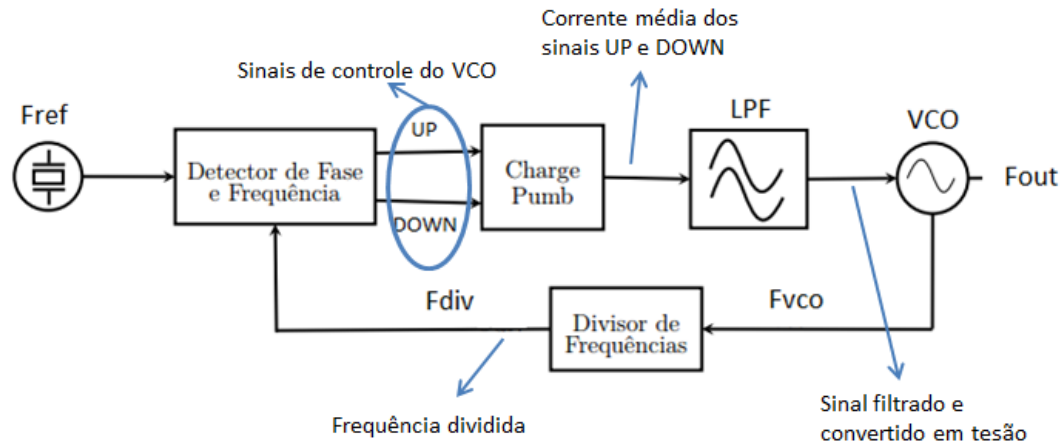 Corrente média dos
sinais UP e DOWN
Sinais de controle do VCO
Fref
UP
LPF
VCO
Detector de Fase
e Frequência
Charge
Pumb
Fout
DOWN
Fdiv
Fvco
Divisor de
Frequências
Frequência dividida
Sinal filtrado e
convertido em tesão